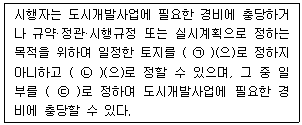 시행자는 도시개발사업에 필요한 경비에 충당하거
나 규약·정관·시행규정 또는 실시계획으로 정하는
목적을 위하여 일정한 토지를 ( ㉠ )(으)로 정하지
아니하고 ( ㉡ )(으)로 정할 수 있으며, 그 중 일
부를 ( ㉢ )로 정하여 도시개발사업에 필요한 경
비에 충당할 수 있다.